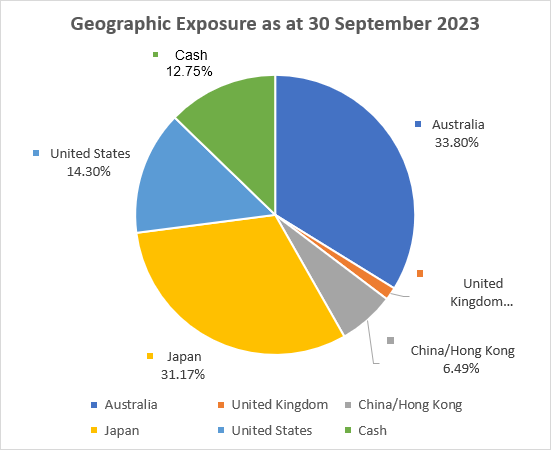 Geographic Exposure as at 30 September 2023
Cash
12.75%
Australia
33.80%
United States
14.30%
United
Kingdom...
China/Hong Kong
6.49%
Japan
31.17%
Australia United Kingdom China/Hong Kong
Japan United States Cash